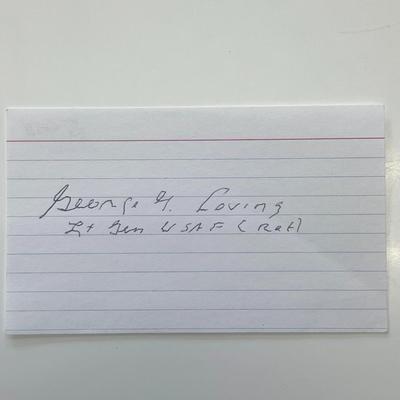 George G. Loving
Lt Gen USAF (Ret)